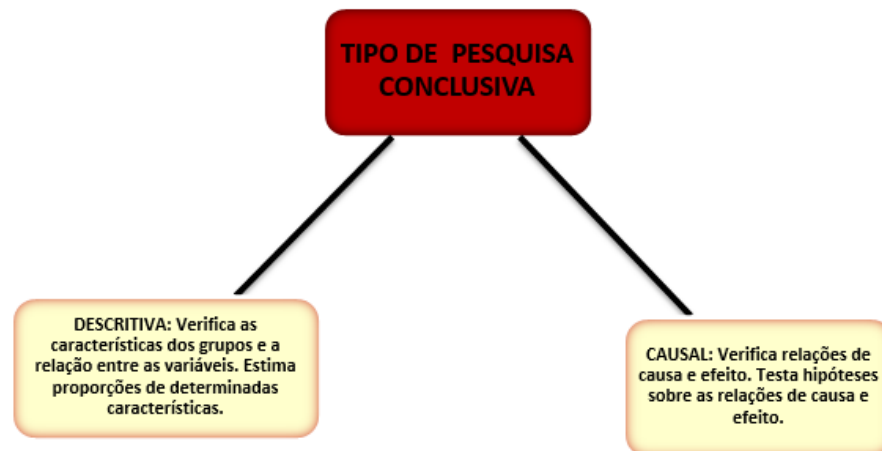 TIPO DE PESQUISA
CONCLUSIVA
DESCRITIVA: Verifica as
características dos grupos e a
relação entre as variáveis. Estima
proporções de determinadas
características.
CAUSAL: Verifica relações de
causa e efeito. Testa hipóteses
sobre as relações de causa e
efeito.